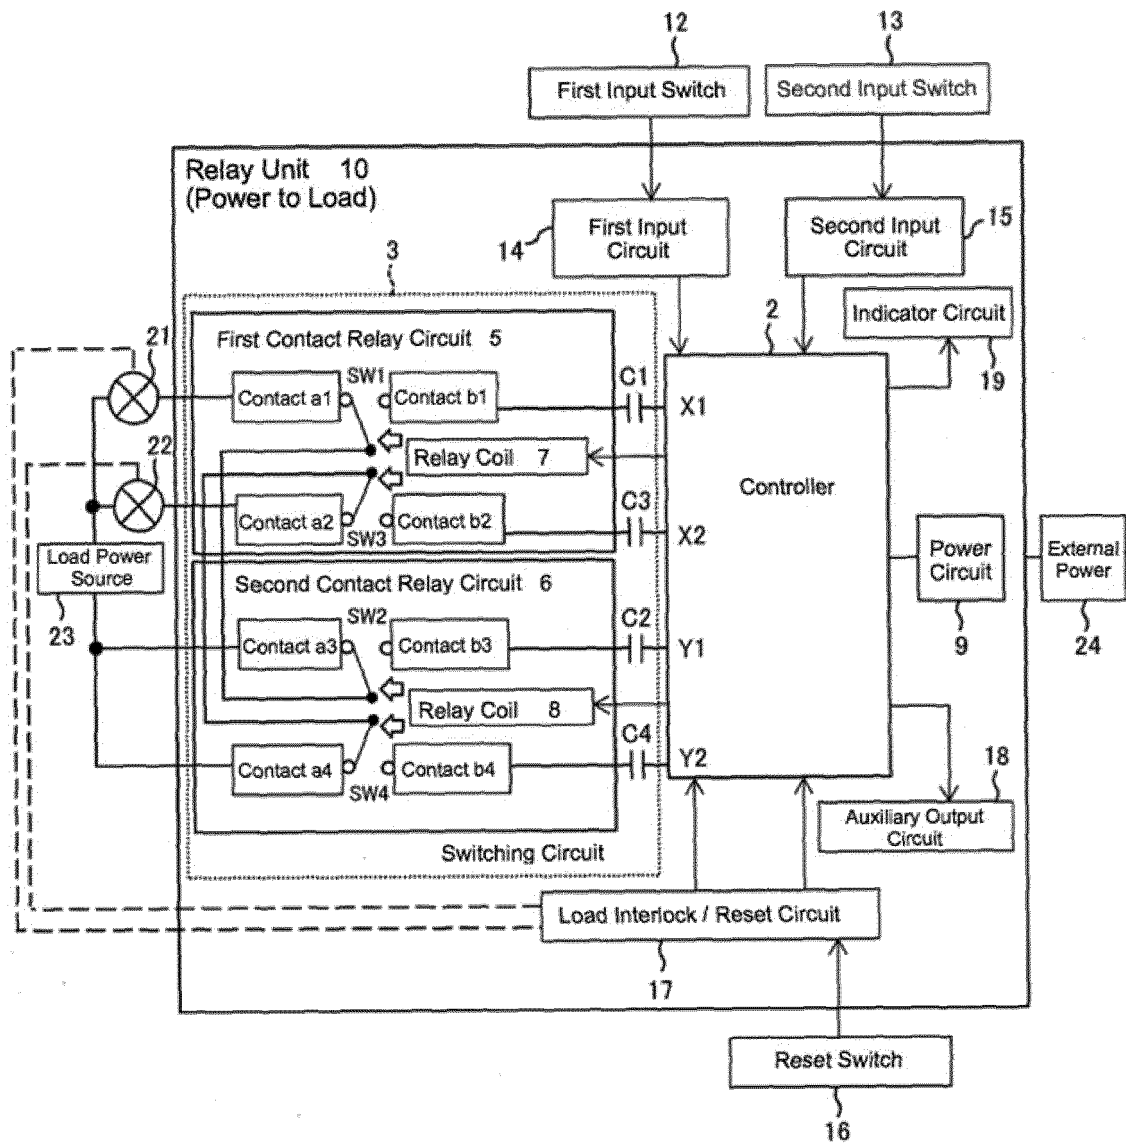 12
13
First Input Switch
Second Input Switch
Relay Unit 10
(Power to Load)
14
First Input
Circuit
Second Input
Circuit
15
3
2
Indicator Circuit
19
First Contact Relay Circuit 5
21
Contact a1
SW1
Contact b1
C1
X1
Relay Coil 7
22
Contact a2
SW3
Contact b2
C3
X2
Controller
Load Power
Source
23
Second Contact Relay Circuit 6
Power
Circuit
9
External
Power
24
Contact a3
SW2
Contact b3
C2
Y1
Relay Coil 8
Contact a4
SW4
Contact b4
C4
Y2
18
Auxiliary Output
Circuit
Switching Circuit
Load Interlock / Reset Circuit
17
Reset Switch
16